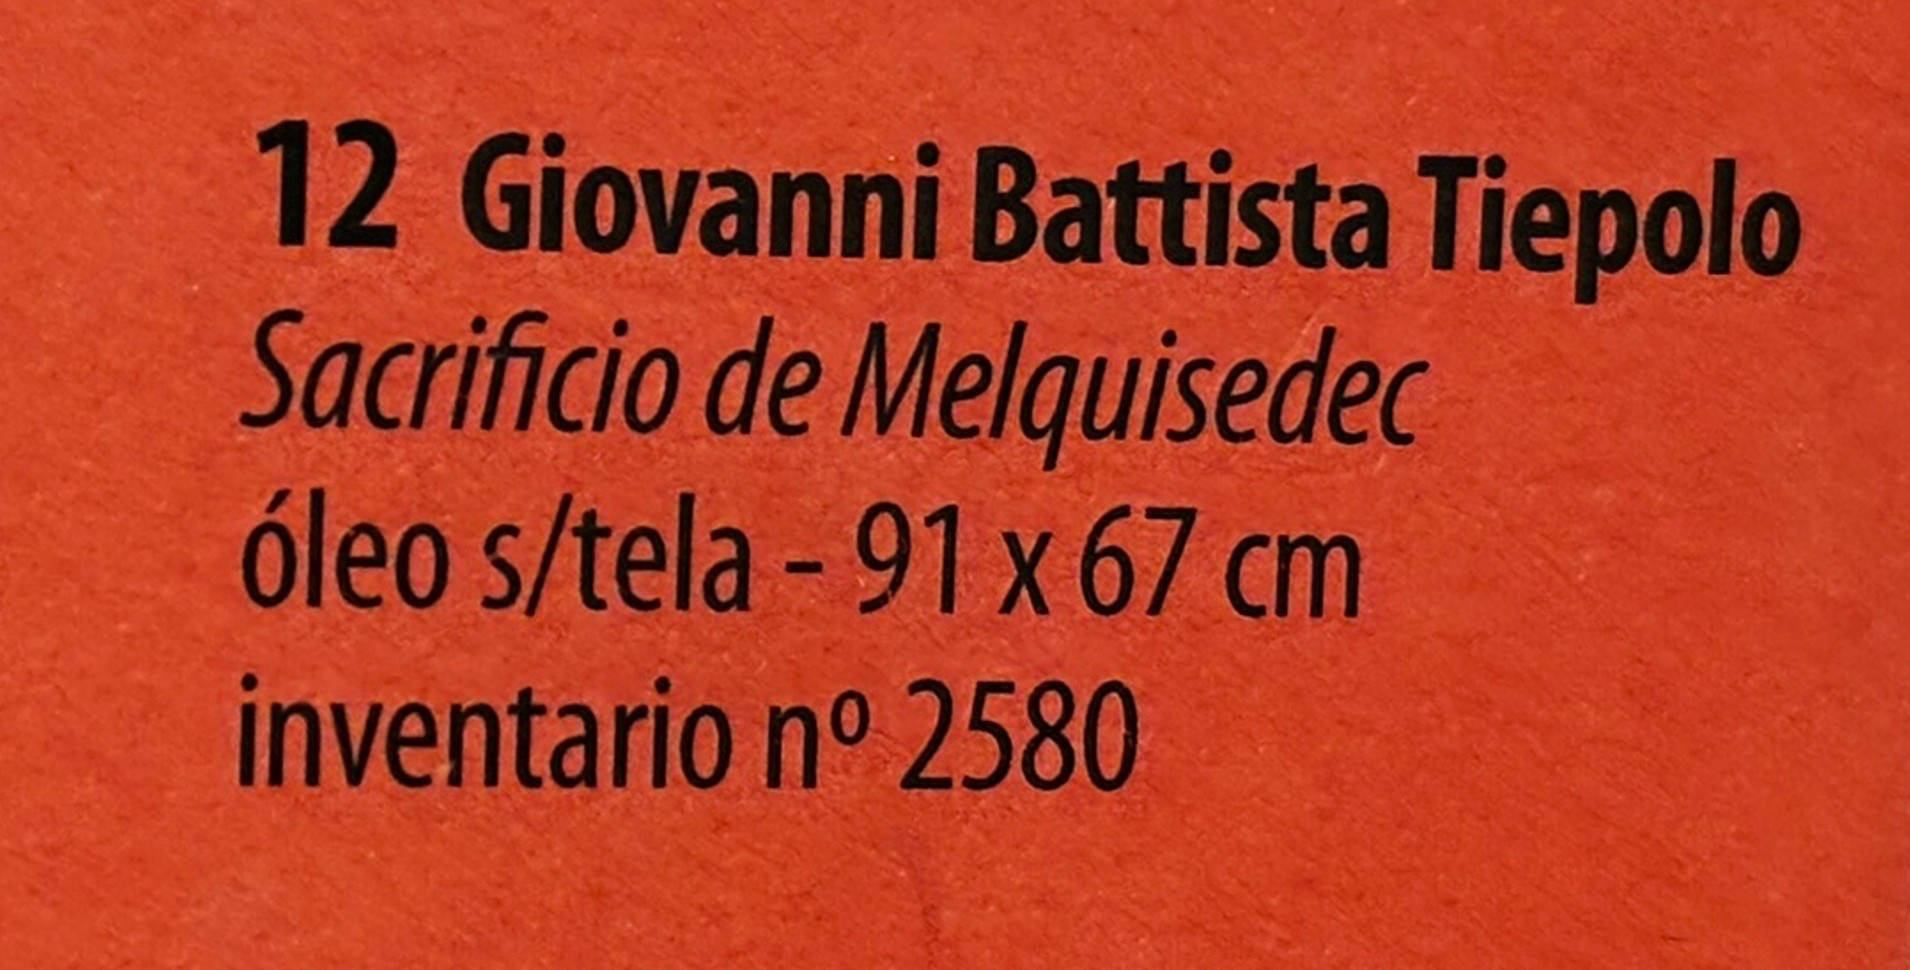 12 Giovanni Battista Tiepolo
Sacrificio de Melquisedec
óleo s/tela - 91 x 67 cm
inventario nº 2580